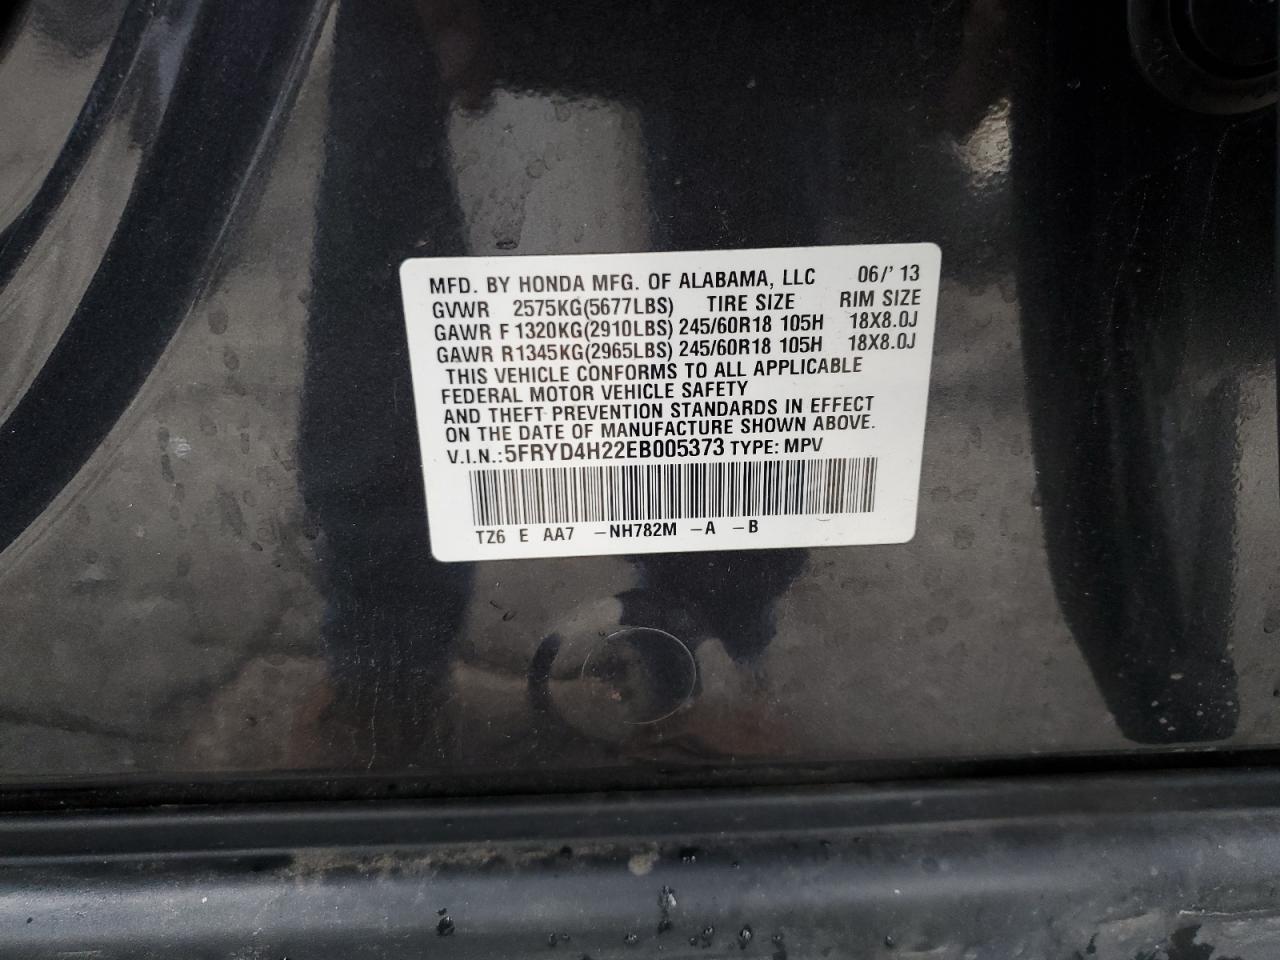 MFD. BY HONDA MFG. OF ALABAMA, LLC 06/'13
GVWR 2575KG(5677LBS) TIRE SIZE RIM SIZE
GAWR F 1320KG(2910LBS) 245/60R18 105H 18X8.0J
GAWR R1345KG(2965LBS) 245/60R18 105H 18X8.0J
THIS VEHICLE CONFORMS TO ALL APPLICABLE
FEDERAL MOTOR VEHICLE SAFETY
AND THEFT PREVENTION STANDARDS IN EFFECT
ON THE DATE OF MANUFACTURE SHOWN ABOVE.
V.I.N.:5FRYD4H22EB005373 TYPE: MPV
TZ6 E AA7 -NH782M -A -B